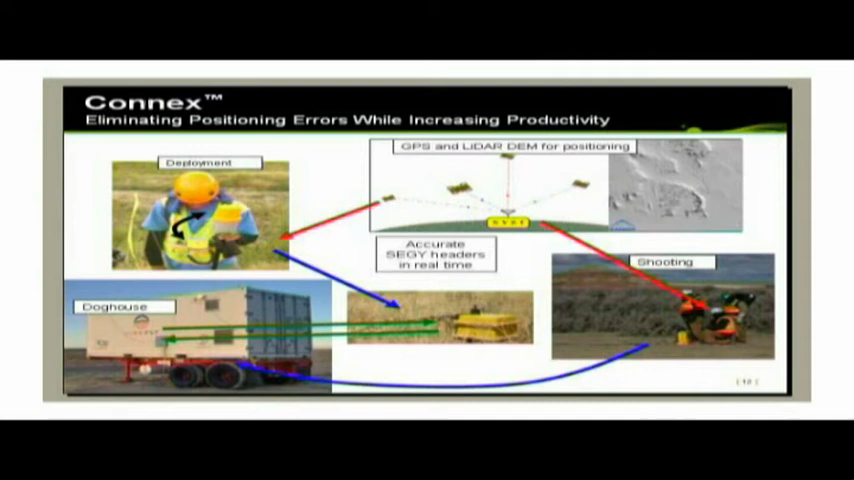 Connex™
Eliminating Positioning Errors While Increasing Productivity
Deployment
GPS and LiDAR DEM for positioning
Accurate
SEGY headers
in real time
Shooting
Doghouse